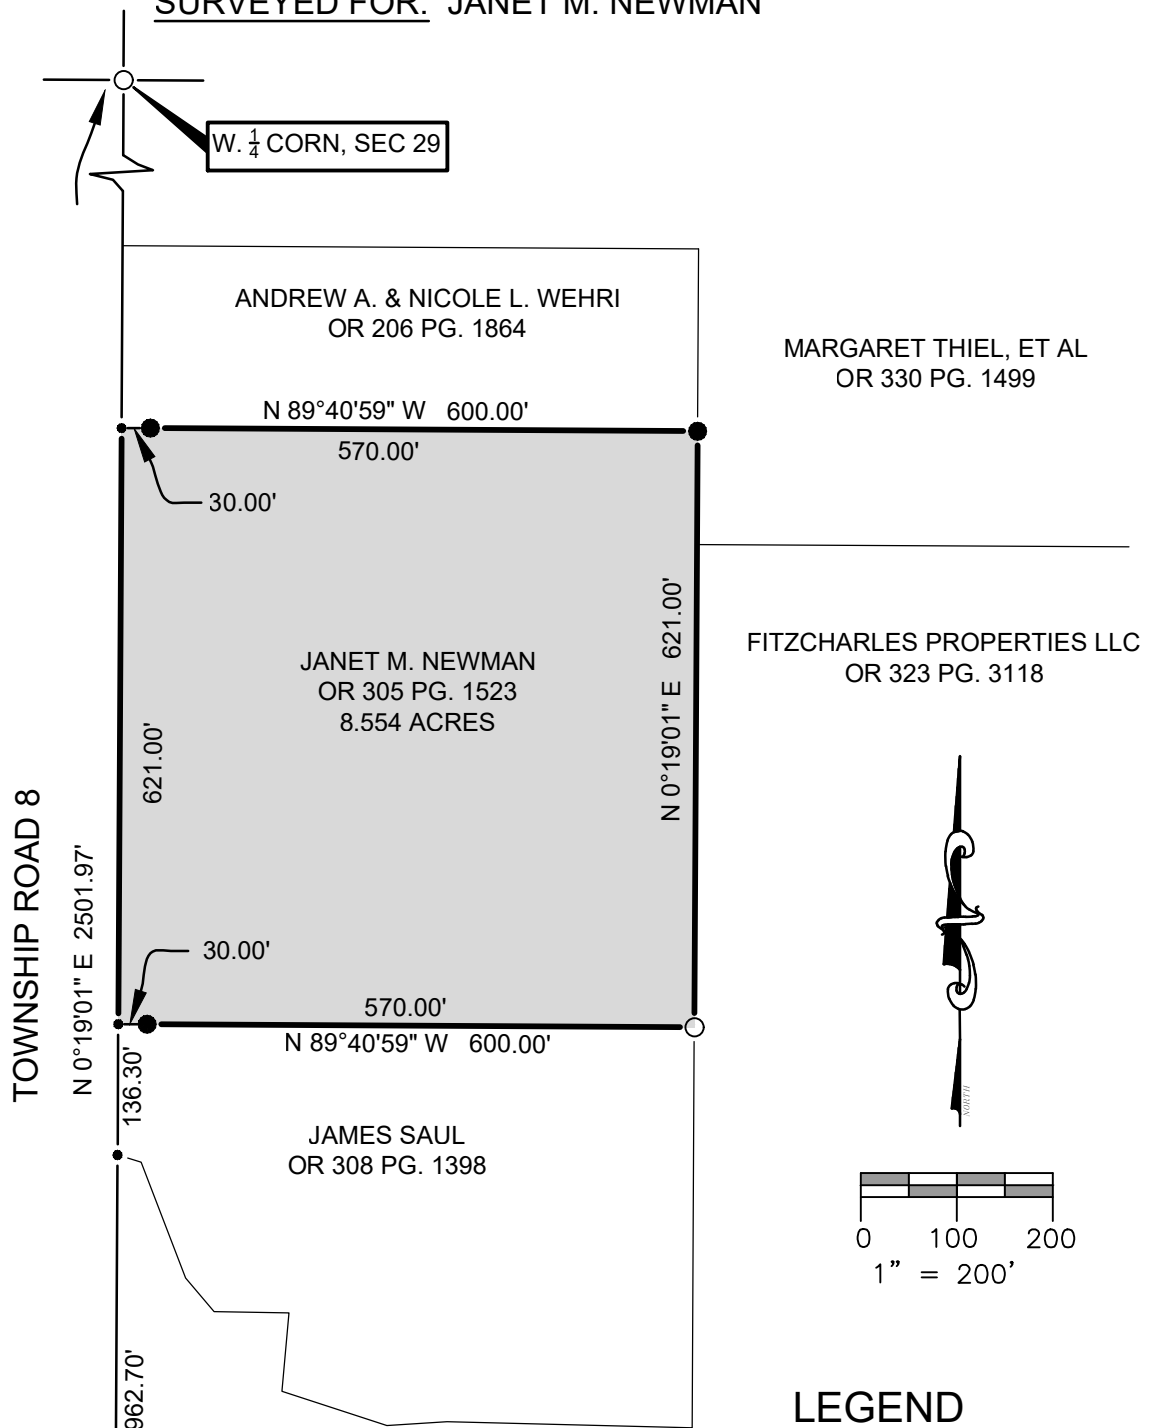 SURVEYED FOR: JANET M. NEWMAN
W. 1/4 CORN, SEC 29
ANDREW A. & NICOLE L. WEHRI
OR 206 PG. 1864
MARGARET THIEL, ET AL
OR 330 PG. 1499
N 89°40'59" W 600.00'
570.00'
30.00'
N 0°19'01" E 621.00'
FITZCHARLES PROPERTIES LLC
OR 323 PG. 3118
JANET M. NEWMAN
OR 305 PG. 1523
8.554 ACRES
621.00'
TOWNSHIP ROAD 8
N 0°19'01" E 2501.97'
30.00'
570.00'
N 89°40'59" W 600.00'
136.30'
JAMES SAUL
OR 308 PG. 1398
NORTH
0 100 200
1” = 200’
962.70'
LEGEND